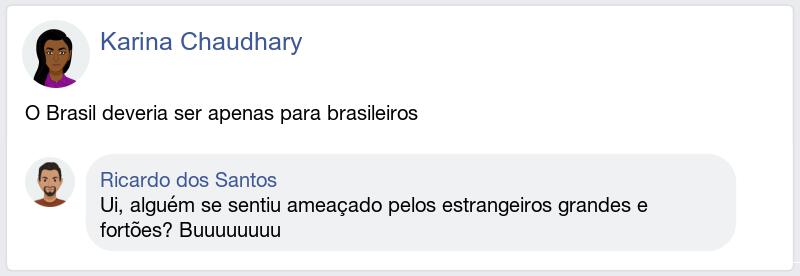 Karina Chaudhary
O Brasil deveria ser apenas para brasileiros
Ricardo dos Santos
Ui, alguém se sentiu ameaçado pelos estrangeiros grandes e
fortões? Buuuuuuuu